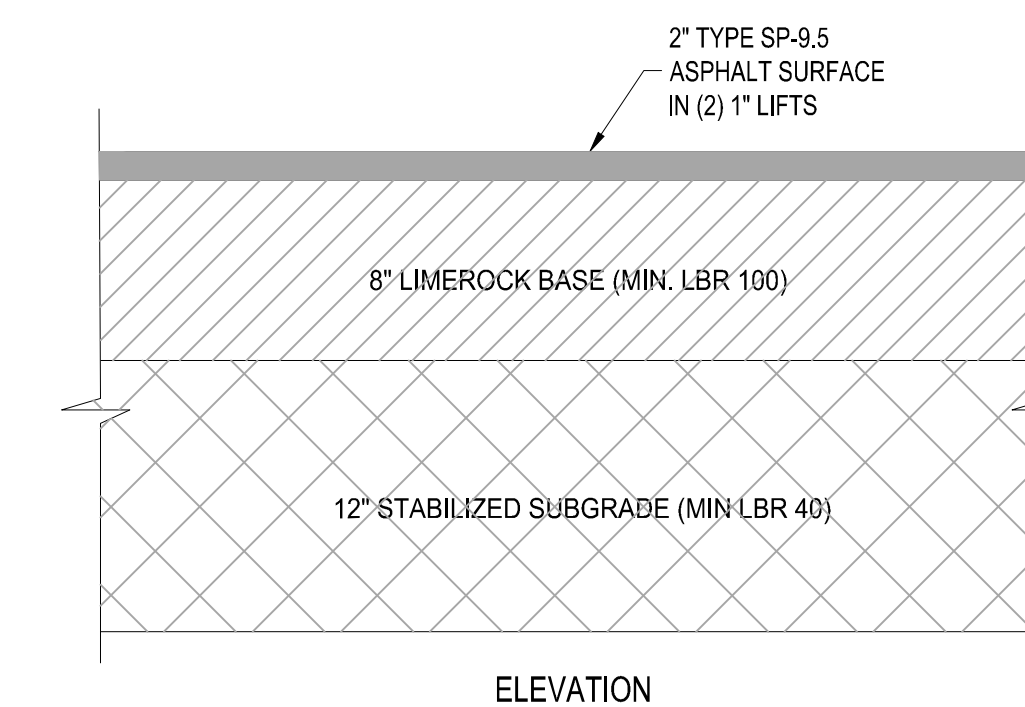 2" TYPE SP-9.5
ASPHALT SURFACE
IN (2) 1" LIFTS
8" LIMEROCK BASE (MIN. LBR 100)
12" STABILIZED SUBGRADE (MIN LBR 40)
ELEVATION